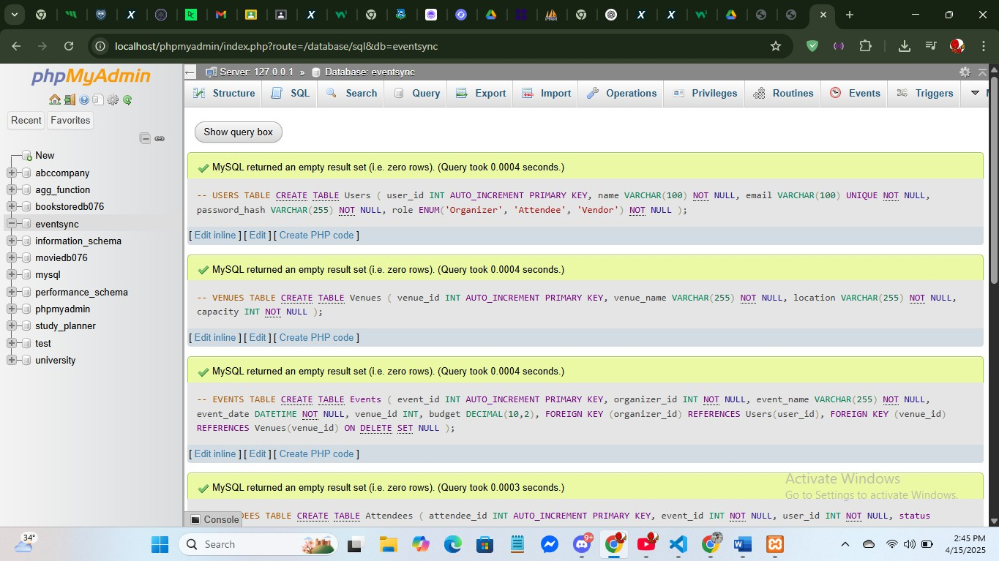 localhost/phpmyadmin/index.php?route=/database/sql&db=eventsync
phpMyAdmin
Recent Favorites
New
abccompany
agg_function
bookstoredb076
eventsync
information_schema
moviedb076
mysql
performance_schema
phpmyadmin
study_planner
test
university
Server: 127.0.0.1 » Database: eventsync
Structure SQL Search Query Export Import Operations Privileges Routines Events Triggers
Show query box
MySQL returned an empty result set (i.e. zero rows). (Query took 0.0004 seconds.)
-- USERS TABLE CREATE TABLE Users ( user_id INT AUTO_INCREMENT PRIMARY KEY, name VARCHAR(100) NOT NULL, email VARCHAR(100) UNIQUE NOT NULL,
password_hash VARCHAR(255) NOT NULL, role ENUM('Organizer', 'Attendee', 'Vendor') NOT NULL );
[ Edit inline ] [ Edit ] [ Create PHP code ]
MySQL returned an empty result set (i.e. zero rows). (Query took 0.0004 seconds.)
-- VENUES TABLE CREATE TABLE Venues ( venue_id INT AUTO_INCREMENT PRIMARY KEY, venue_name VARCHAR(255) NOT NULL, location VARCHAR(255) NOT NULL,
capacity INT NOT NULL );
[ Edit inline ] [ Edit ] [ Create PHP code ]
MySQL returned an empty result set (i.e. zero rows). (Query took 0.0004 seconds.)
-- EVENTS TABLE CREATE TABLE Events ( event_id INT AUTO_INCREMENT PRIMARY KEY, organizer_id INT NOT NULL, event_name VARCHAR(255) NOT NULL,
event_date DATETIME NOT NULL, venue_id INT, budget DECIMAL(10,2), FOREIGN KEY (organizer_id) REFERENCES Users(user_id), FOREIGN KEY (venue_id)
REFERENCES Venues(venue_id) ON DELETE SET NULL );
[ Edit inline ] [ Edit ] [ Create PHP code ]
MySQL returned an empty result set (i.e. zero rows). (Query took 0.0003 seconds.)
Activate Windows
Go to Settings to activate Windows.
Console
DEES TABLE CREATE TABLE Attendees ( attendee_id INT AUTO_INCREMENT PRIMARY KEY, event_id INT NOT NULL, user_id INT NOT NULL, status
34°
Search
9+
2:45 PM
4/15/2025